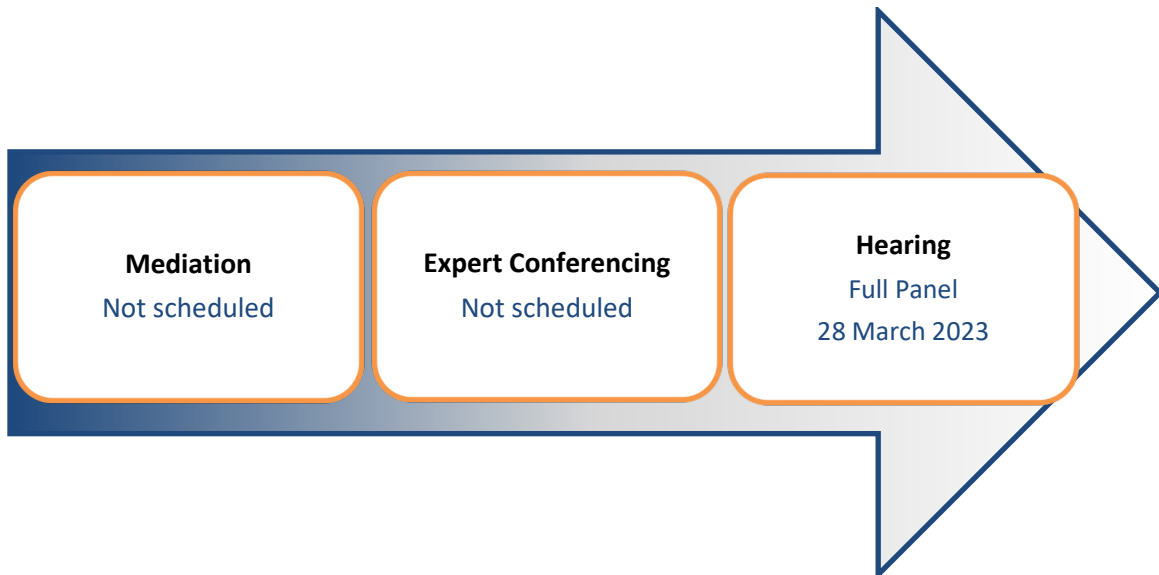 Mediation
Not scheduled
Expert Conferencing
Not scheduled
Hearing
Full Panel
28 March 2023